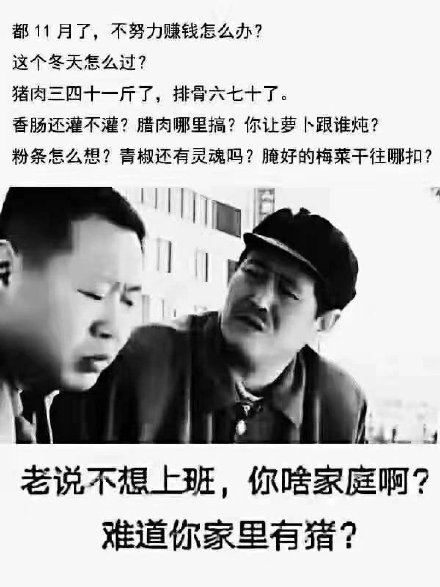 都11月了，不努力赚钱怎么办？
这个冬天怎么过？
猪肉三四十一斤了，排骨六七十了。
香肠还灌不灌？腊肉哪里搞？你让萝卜跟谁炖？
粉条怎么想？青椒还有灵魂吗？腌好的梅菜干往哪扣？
老说不想上班，你啥家庭啊？
难道你家里有猪？